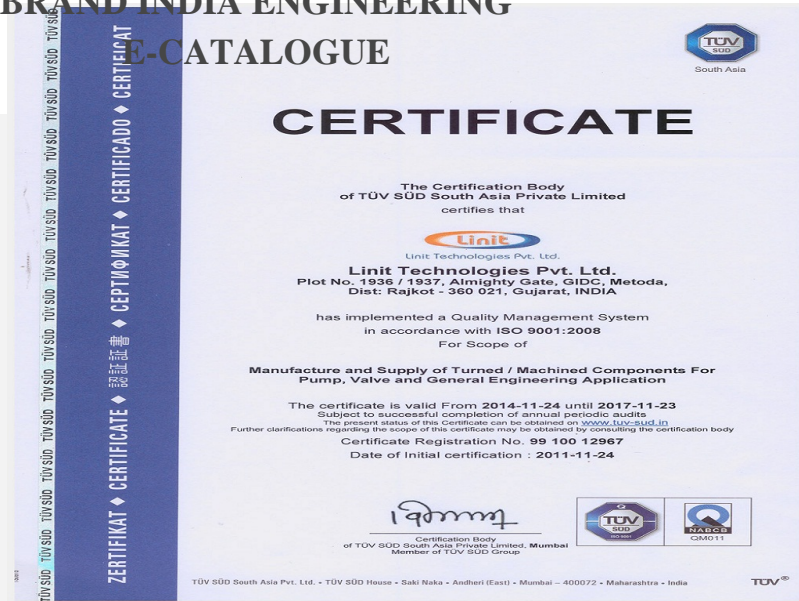 BRAND INDIA ENGINEERING
E-CATALOGUE
TÜV SÜD TÜV SÜD TÜV SÜD TÜV SÜD TÜV SÜD TÜV SÜD TÜV SÜD TÜV SÜD TÜV SÜD TÜV SÜD TÜV SÜD TÜV SÜD TÜV SÜD
ZERTIFIKAT ◆ CERTIFICATE ◆ 認証証書 ◆ СЕРТИФИКАТ ◆ CERTIFICADO ◆ CERTIFICAT
TÜV
SÜD
South Asia
CERTIFICATE
The Certification Body
of TÜV SÜD South Asia Private Limited
certifies that
Linit
Linit Technologies Pvt. Ltd.
Linit Technologies Pvt. Ltd.
Plot No. 1936 / 1937, Almighty Gate, GIDC, Metoda,
Dist: Rajkot - 360 021, Gujarat, INDIA
has implemented a Quality Management System
in accordance with ISO 9001:2008
For Scope of
Manufacture and Supply of Turned / Machined Components For
Pump, Valve and General Engineering Application
The certificate is valid From 2014-11-24 until 2017-11-23
Subject to successful completion of annual periodic audits
The present status of this Certificate can be obtained on www.tuv-sud.in
Further clarifications regarding the scope of this certificate may be obtained by consulting the certification body
Certificate Registration No. 99 100 12967
Date of Initial certification : 2011-11-24
Certification Body
of TÜV SÜD South Asia Private Limited, Mumbai
Member of TÜV SÜD Group
TÜV
SÜD
ISO 9001
NABCB
QM011
TÜV SÜD South Asia Pvt. Ltd. • TÜV SÜD House • Saki Naka • Andheri (East) • Mumbai – 400072 • Maharashtra • India
TÜV®